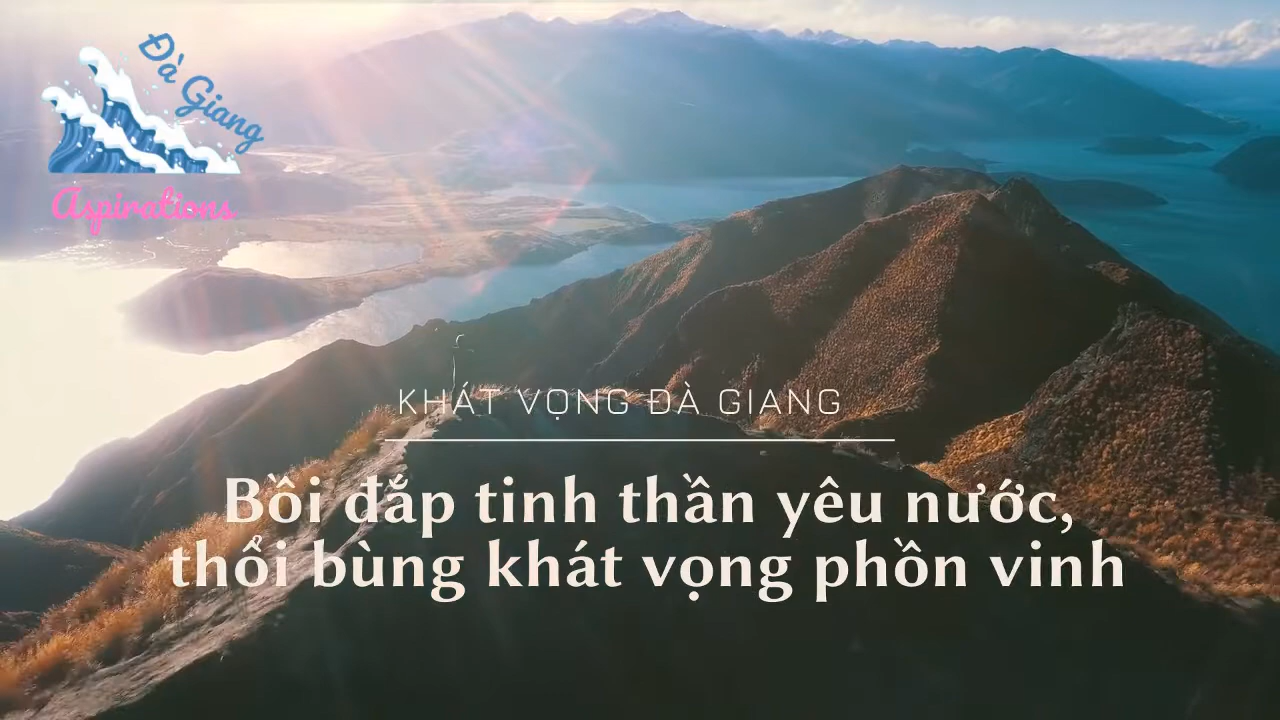 Đà Giang
Aspirations
KHÁT VỌNG ĐÀ GIANG
Bồi đắp tinh thần yêu nước,
thổi bùng khát vọng phồn vinh